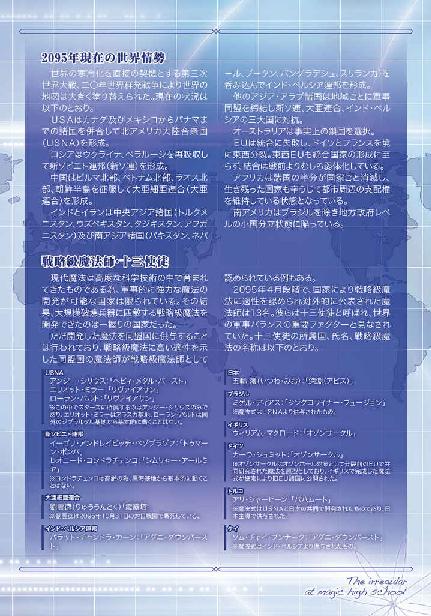 2095年現在の世界情勢
世界の寒冷化を直接の契機とする第三次
世界大戦、二〇年世界群発戦争により世界の
地図は大きく塗り替えられた。現在の状況は
以下のとおり。
USAはカナダ及びメキシコからパナマま
での諸国を併合して北アメリカ大陸合衆国
(USNA)を形成。
ロシアはウクライナ、ベラルーシを再吸収し
て新ソビエト連邦(新ソ連)を形成。
中国はビルマ北部、ベトナム北部、ラオス北
部、朝鮮半島を征服して大亜細亜連合(大亜
連合)を形成。
インドとイランは中央アジア諸国(トルクメ
ニスタン、ウズベキスタン、タジキスタン、アフガ
ニスタン)及び南アジア諸国(パキスタン、ネパ
ール、ブータン、バングラデシュ、スリランカ)を
呑み込んでインド・ペルシア連邦を形成。
他のアジア・アラブ諸国は地域ごとに軍事
同盟を締結し新ソ連、大亜連合、インド・ペル
シアの三大国に対抗。
オーストラリアは事実上の鎖国を選択。
EUは統合に失敗し、ドイツとフランスを境
に東西分裂。東西EUも統合国家の形成に至
らず、結合は戦前よりむしろ弱体化している。
アフリカは諸国の半分が国家ごと消滅し、
生き残った国家も辛うじて都市周辺の支配権
を維持している状態となっている。
南アメリカはブラジルを除き地方政府レベ
ルの小国分立状態に陥っている。
戦略級魔法師・十三使徒
現代魔法は高度な科学技術の中で育まれ
てきたものである為、軍事的に強力な魔法の
開発が可能な国家は限られている。その結
果、大規模破壊兵器に匹敵する戦略級魔法を
開発できたのは一握りの国家だった。
ただ開発した魔法を同盟国に供与すること
は行われており、戦略級魔法に高い適性を示
した同盟国の魔法師が戦略級魔法師として
認められている例もある。
2095年4月段階で、国家により戦略級魔
法に適性を認められ対外的に公表された魔
法師は13名。彼らは十三使徒と呼ばれ、世界
の軍事バランスの重要ファクターと見なされ
ていた。十三使徒の所属国、氏名、戦略級魔
法の名称は以下のとおり。
USNA
アンジー・シリウス:「ヘビィ・メタル・バースト」
エリオット・ミラー:「リヴァイアサン」
ローラン・バルト:「リヴァイアサン」
新ソビエト連邦
イーゴリ・アンドレイビッチ・ベゾブラゾフ:「トゥマー
ン・ボンバ」
レオニード・コンドラチェンコ:「シムリャー・アールミ
ヤ」
大亜細亜連合
劉雲徳(りゅううんとく):「霹靂塔」
インド・ペルシア連邦
バラット・チャンドラ・カーン:「アグニ・ダウンバース
ト」
日本
五輪 澪(いつわ・みお):「深淵(アビス)」
ブラジル
ミゲル・ディアス:「シンクロライナー・フュージョン」
イギリス
ウィリアム・マクロード:「オゾンサークル」
ドイツ
カーラ・シュミット:「オゾンサークル」
トルコ
アリ・シャーヒーン:「バハムート」
タイ
ソム・チャイ・ブンナーク:「アグニ・ダウンバースト」
The irregular
at magic high school